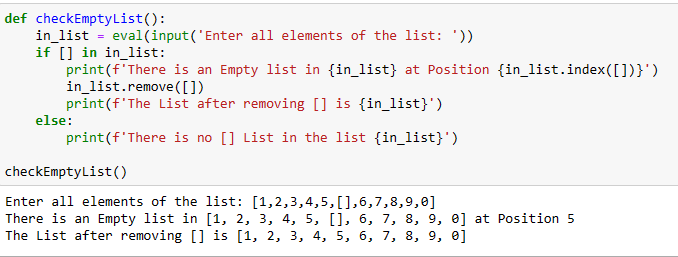 def checkEmptyList():
    in_list = eval(input('Enter all elements of the list: '))
    if [] in in_list:
        print(f'There is an Empty list in {in_list} at Position {in_list.index([])}')
        in_list.remove([])
        print(f'The List after removing [] is {in_list}')
    else:
        print(f'There is no [] List in the list {in_list}')
checkEmptyList()
Enter all elements of the list: [1,2,3,4,5,[],6,7,8,9,0]
There is an Empty list in [1, 2, 3, 4, 5, [], 6, 7, 8, 9, 0] at Position 5
The List after removing [] is [1, 2, 3, 4, 5, 6, 7, 8, 9, 0]